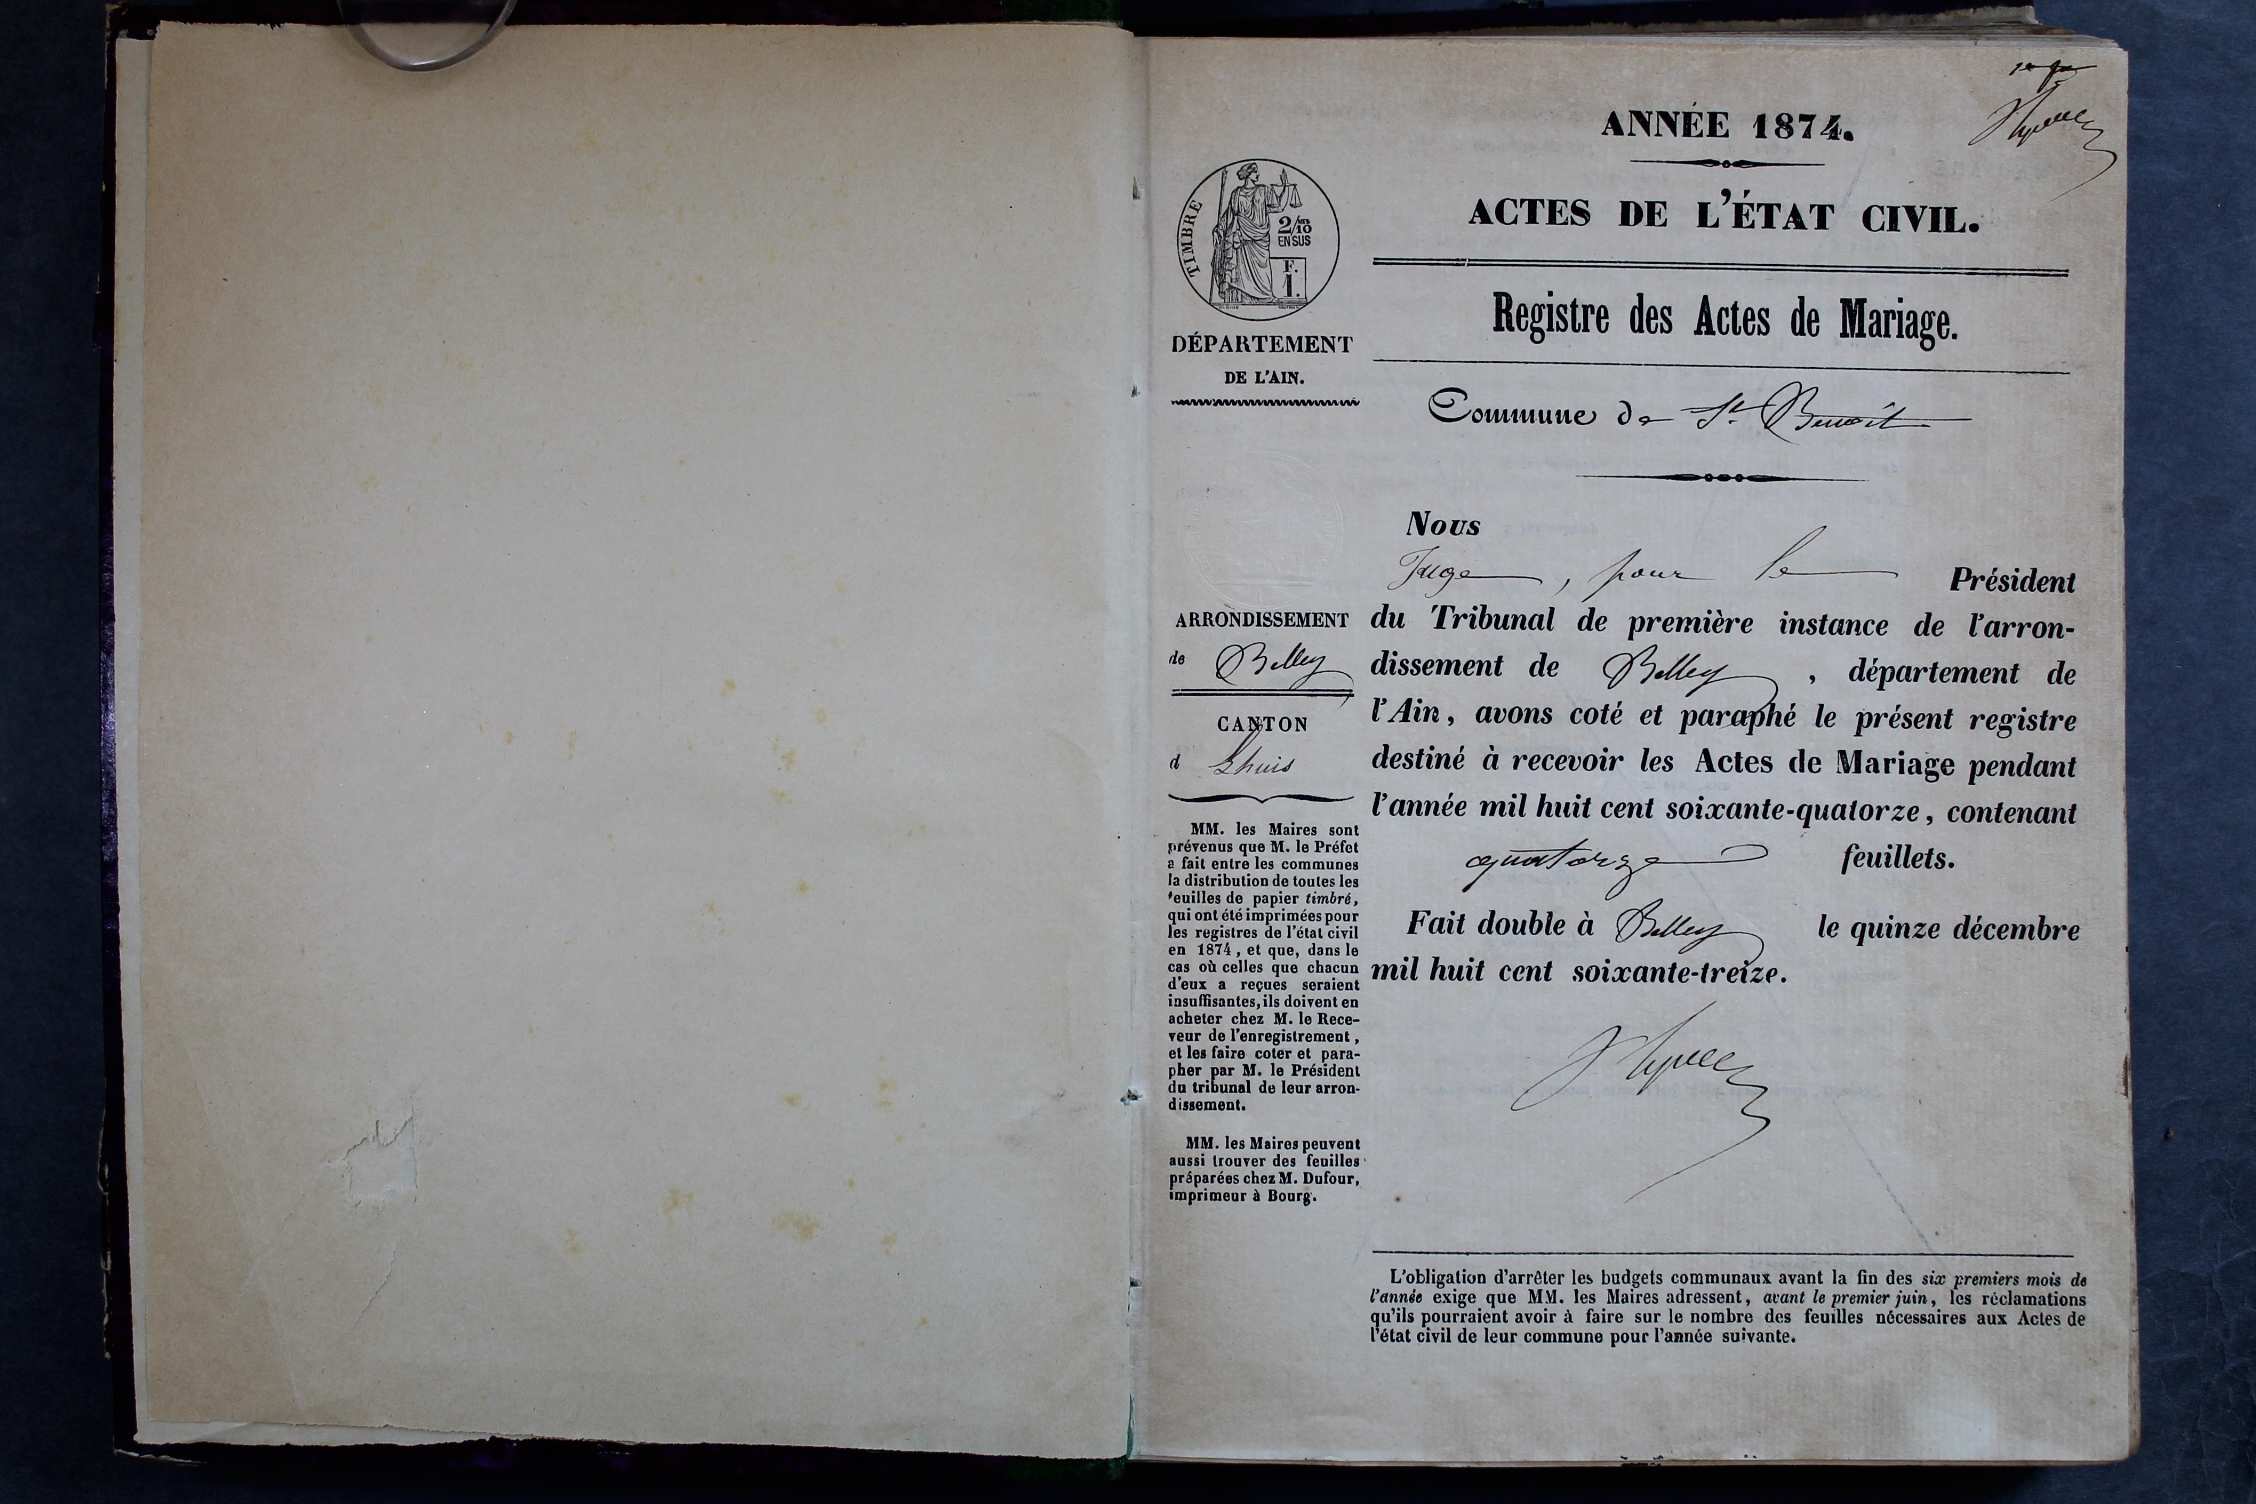 ANNÉE 1874.
ACTES DE L'ÉTAT CIVIL.
Registre des Actes de Mariage.
Commune de St. Benoit
TIMBRE
2/10
EN SUS
F.
1.
DÉPARTEMENT
DE L'AIN.
ARRONDISSEMENT
de Belley
CANTON
d Lhuis
MM. les Maires sont
prévenus que M. le Préfet
a fait entre les communes
la distribution de toutes les
feuilles de papier timbré,
qui ont été imprimées pour
les registres de l'état civil
en 1874, et que, dans le
cas où celles que chacun
d'eux a reçues seraient
insuffisantes, ils doivent en
acheter chez M. le Rece-
veur de l'enregistrement,
et les faire coter et para-
pher par M. le Président
du tribunal de leur arron-
dissement.
MM. les Maires peuvent
aussi trouver des feuilles
préparées chez M. Dufour,
imprimeur à Bourg.
Nous
Juge, pour le Président
du Tribunal de première instance de l'arron-
dissement de Belley, département de
l'Ain, avons coté et paraphé le présent registre
destiné à recevoir les Actes de Mariage pendant
l'année mil huit cent soixante-quatorze, contenant
quatorze feuillets.
Fait double à Belley le quinze décembre
mil huit cent soixante-treize.
L'obligation d'arrêter les budgets communaux avant la fin des six premiers mois de
l'année exige que MM. les Maires adressent, avant le premier juin, les réclamations
qu'ils pourraient avoir à faire sur le nombre des feuilles nécessaires aux Actes de
l'état civil de leur commune pour l'année suivante.